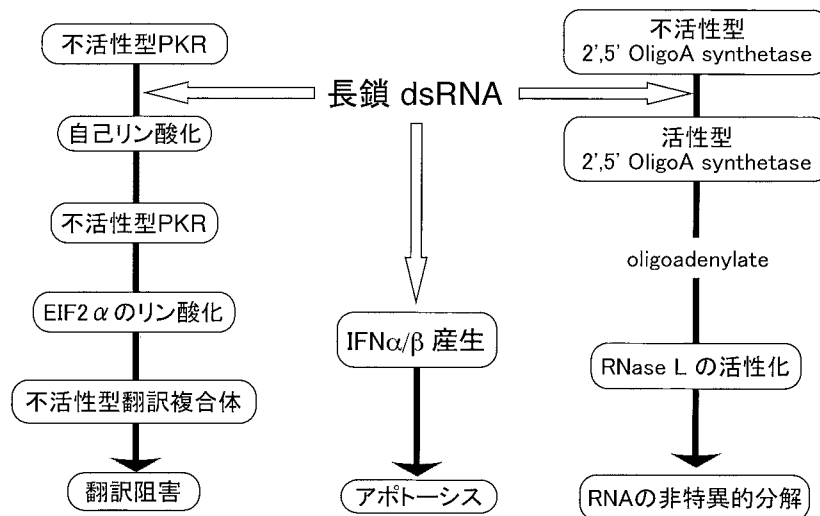 不活性型PKR
自己リン酸化
不活性型PKR
EIF2αのリン酸化
不活性型翻訳複合体
翻訳阻害
長鎖 dsRNA
IFNα/β 産生
アポトーシス
不活性型
2',5' OligoA synthetase
活性型
2',5' OligoA synthetase
oligoadenylate
RNase L の活性化
RNAの非特異的分解